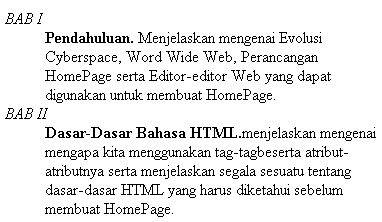 BAB I
Pendahuluan. Menjelaskan mengenai Evolusi
Cyberspace, Word Wide Web, Perancangan
HomePage serta Editor-editor Web yang dapat
digunakan untuk membuat HomePage.
BAB II
Dasar-Dasar Bahasa HTML.menjelaskan mengenai
mengapa kita menggunakan tag-tagbeserta atribut-
atributnya serta menjelaskan segala sesuatu tentang
dasar-dasar HTML yang harus diketahui sebelum
membuat HomePage.